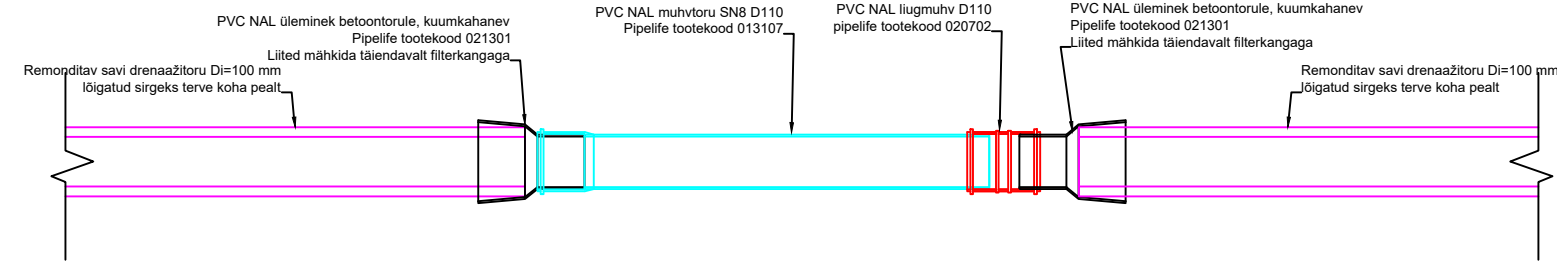 PVC NAL üleminek betoontorule, kuumkahanev
Pipelife tootekood 021301
Liited mähkida täiendavalt filterkangaga
Remonditav savi drenaažitoru Di=100 mm
lõigatud sirgeks terve koha pealt
PVC NAL muhvtoru SN8 D110
Pipelife tootekood 013107
PVC NAL liugmuhv D110
pipelife tootekood 020702
PVC NAL üleminek betoontorule, kuumkahanev
Pipelife tootekood 021301
Liited mähkida täiendavalt filterkangaga
Remonditav savi drenaažitoru Di=100 mm
lõigatud sirgeks terve koha pealt